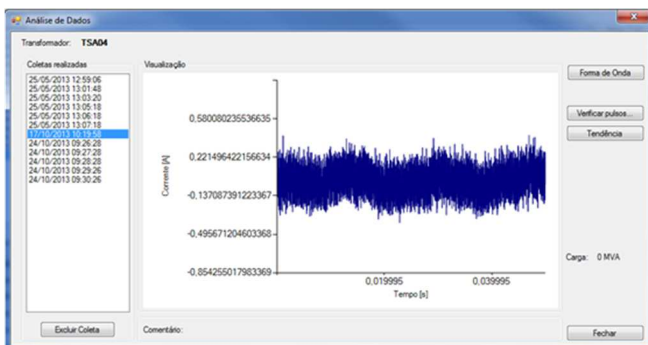 Análise de Dados
Transformador: TSA04
Coletas realizadas
25/05/2013 12:59:06
25/05/2013 13:01:48
25/05/2013 13:03:20
25/05/2013 13:05:18
25/05/2013 13:06:18
25/05/2013 13:07:18
17/10/2013 10:19:58
24/10/2013 09:26:28
24/10/2013 09:27:28
24/10/2013 09:28:28
24/10/2013 09:29:26
24/10/2013 09:30:26
Excluir Coleta
Visualização
Corrente [A]
0,580080235536635
0,221496422156634
-0,137087391223367
-0,495671204603368
-0,854255017983369
0,019995
0,039995
Tempo [s]
Comentário:
Forma de Onda
Verificar pulsos...
Tendência
Carga: 0 MVA
Fechar